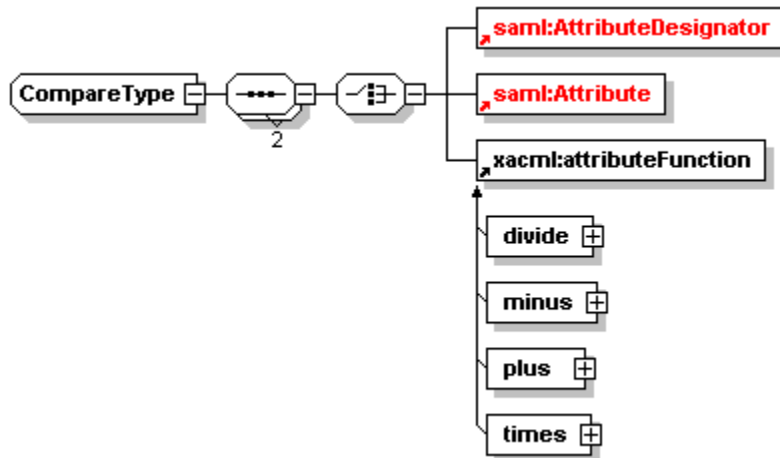 saml:AttributeDesignator
CompareType
saml:Attribute
2
xacml:attributeFunction
divide
minus
plus
times